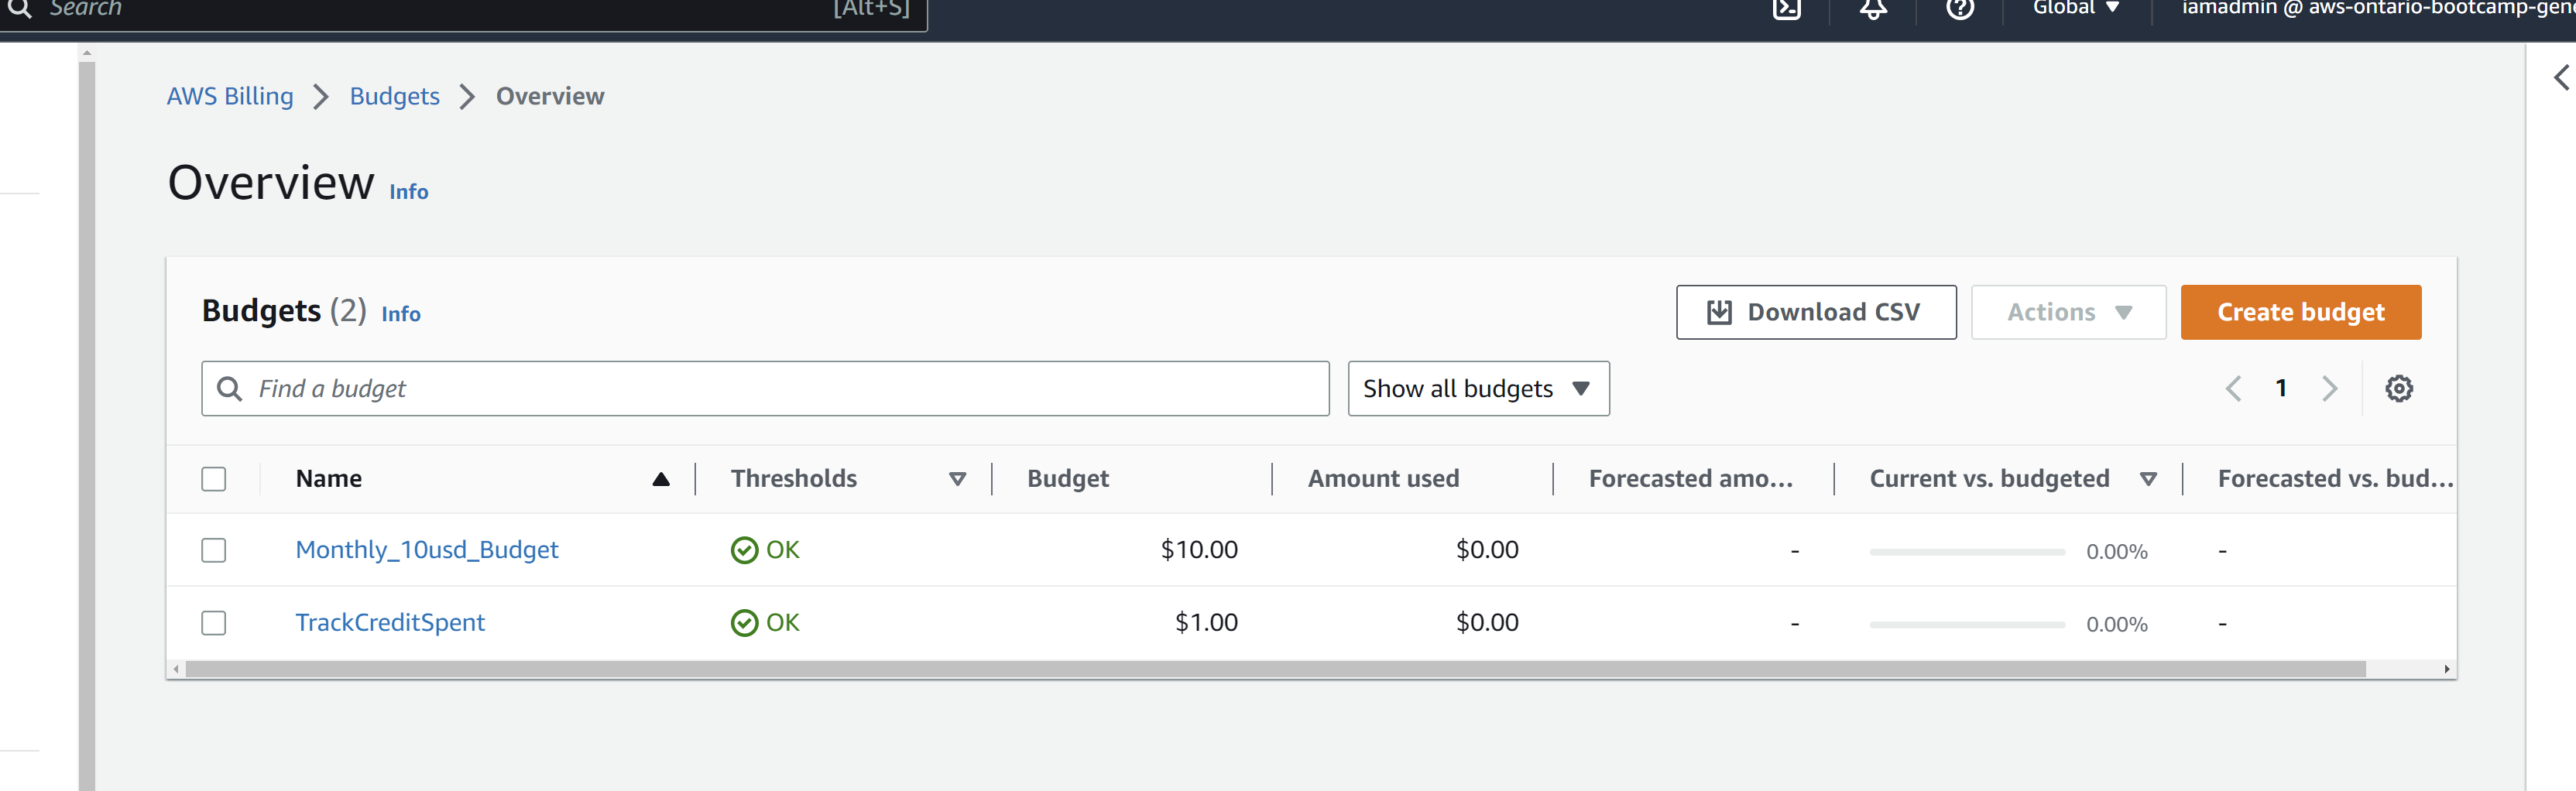 Search [Alt+S] Global iamadmin @ aws-ontario-bootcamp-gen
AWS Billing Budgets Overview
Overview Info
Budgets (2) Info Download CSV Actions Create budget
Find a budget Show all budgets 1
Name Thresholds Budget Amount used Forecasted amo... Current vs. budgeted Forecasted vs. bud...
Monthly_10usd_Budget OK $10.00 $0.00 - 0.00% -
TrackCreditSpent OK $1.00 $0.00 - 0.00% -